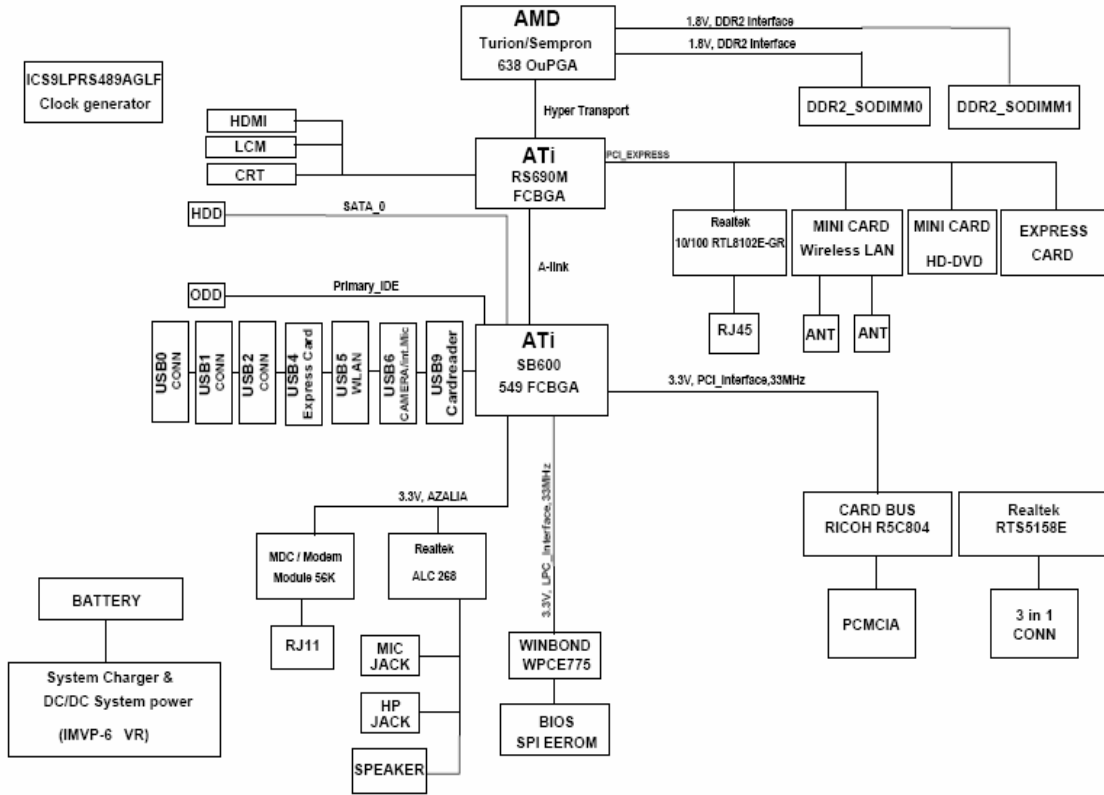 AMD
Turion/Sempron
638 OuPGA
1.8V, DDR2 Interface
1.8V, DDR2 Interface
ICS9LPRS489AGLF
Clock generator
DDR2_SODIMM0
DDR2_SODIMM1
Hyper Transport
HDMI
LCM
CRT
ATi
RS690M
FCBGA
PCI_EXPRESS
HDD
SATA_0
Realtek
10/100 RTL8102E-GR
MINI CARD
Wireless LAN
MINI CARD
HD-DVD
EXPRESS
CARD
A-link
ODD
Primary_IDE
RJ45
ANT
ANT
USB0
CONN
USB1
CONN
USB2
CONN
USB4
Express Card
USB5
WLAN
USB6
CAMERA/Int.Mic
USB9
Cardreader
ATi
SB600
549 FCBGA
3.3V, PCI_Interface,33MHz
3.3V, AZALIA
3.3V, LPC_Interface,33MHz
CARD BUS
RICOH R5C804
Realtek
RTS5158E
MDC / Modem
Module 56K
Realtek
ALC 268
BATTERY
RJ11
MIC
JACK
WINBOND
WPCE775
PCMCIA
3 in 1
CONN
System Charger &
DC/DC System power
(IMVP-6 VR)
HP
JACK
BIOS
SPI EEROM
SPEAKER